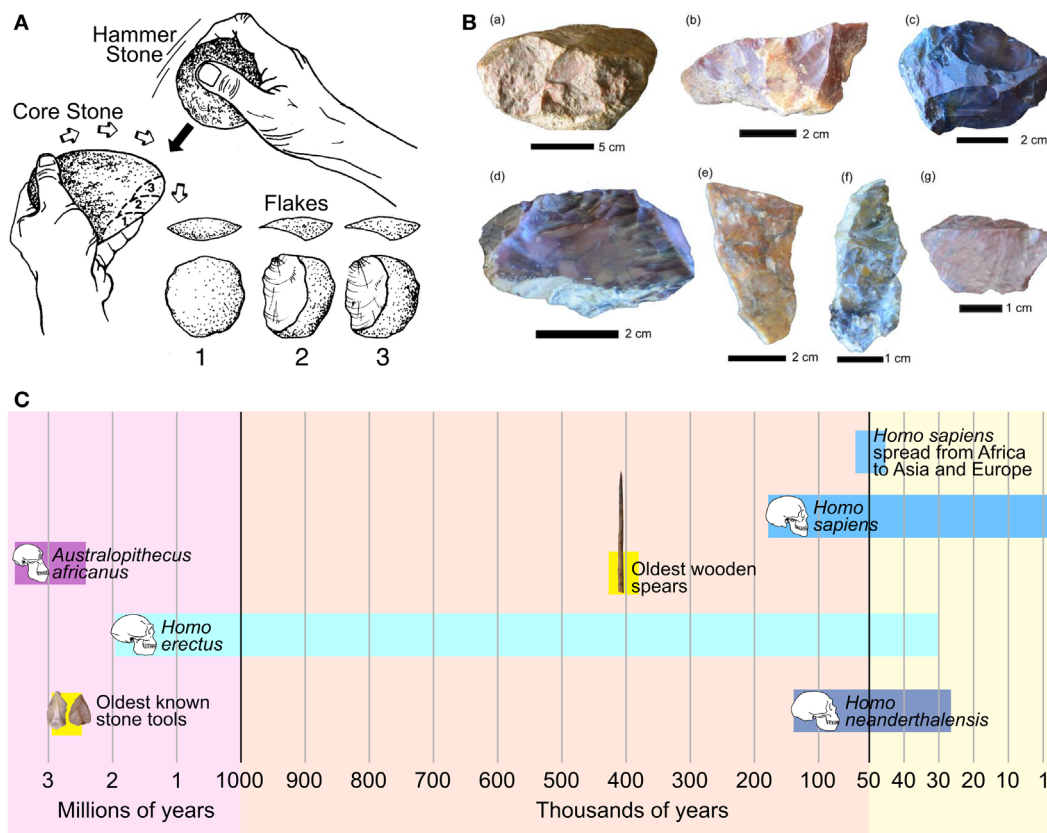 A
Hammer
Stone
Core Stone
3
2
1
Flakes
1 2 3
B
(a)
5 cm
(b)
2 cm
(c)
2 cm
(d)
2 cm
(e)
2 cm
(f)
1 cm
(g)
1 cm
C
Homo sapiens
spread from Africa
to Asia and Europe
Homo
sapiens
Australopithecus
africanus
Oldest wooden
spears
Homo
erectus
Oldest known
stone tools
Homo
neanderthalensis
3 2 1 1000 900 800 700 600 500 400 300 200 100 50 40 30 20 10
Millions of years
Thousands of years